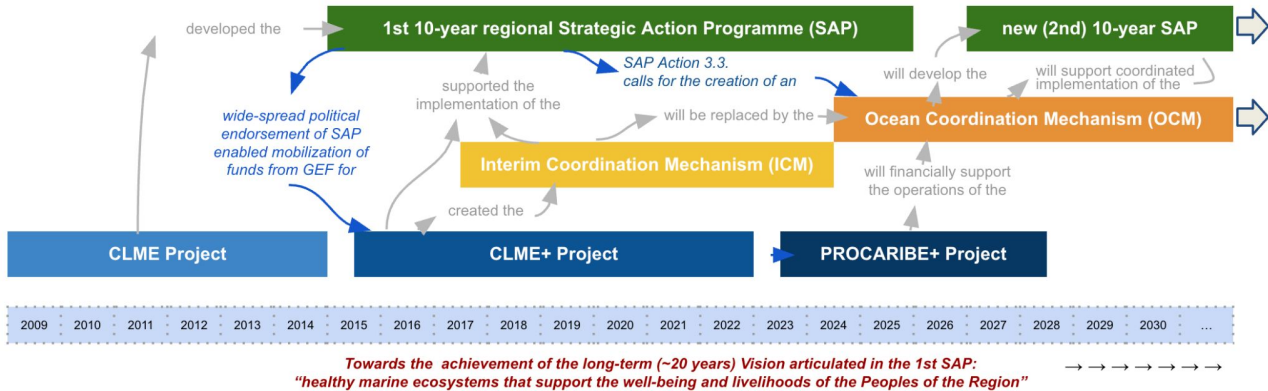 developed the
1st 10-year regional Strategic Action Programme (SAP)
new (2nd) 10-year SAP
SAP Action 3.3.
calls for the creation of an
supported the
implementation of the
will develop the
will support coordinated
implementation of the
wide-spread political
endorsement of SAP
enabled mobilization of
funds from GEF for
will be replaced by the
Ocean Coordination Mechanism (OCM)
Interim Coordination Mechanism (ICM)
will financially support
the operations of the
created the
CLME Project
CLME+ Project
PROCARIBE+ Project
2009 2010 2011 2012 2013 2014 2015 2016 2017 2018 2019 2020 2021 2022 2023 2024 2025 2026 2027 2028 2029 2030 ...
Towards the achievement of the long-term (~20 years) Vision articulated in the 1st SAP: → → → → → → →
“healthy marine ecosystems that support the well-being and livelihoods of the Peoples of the Region”